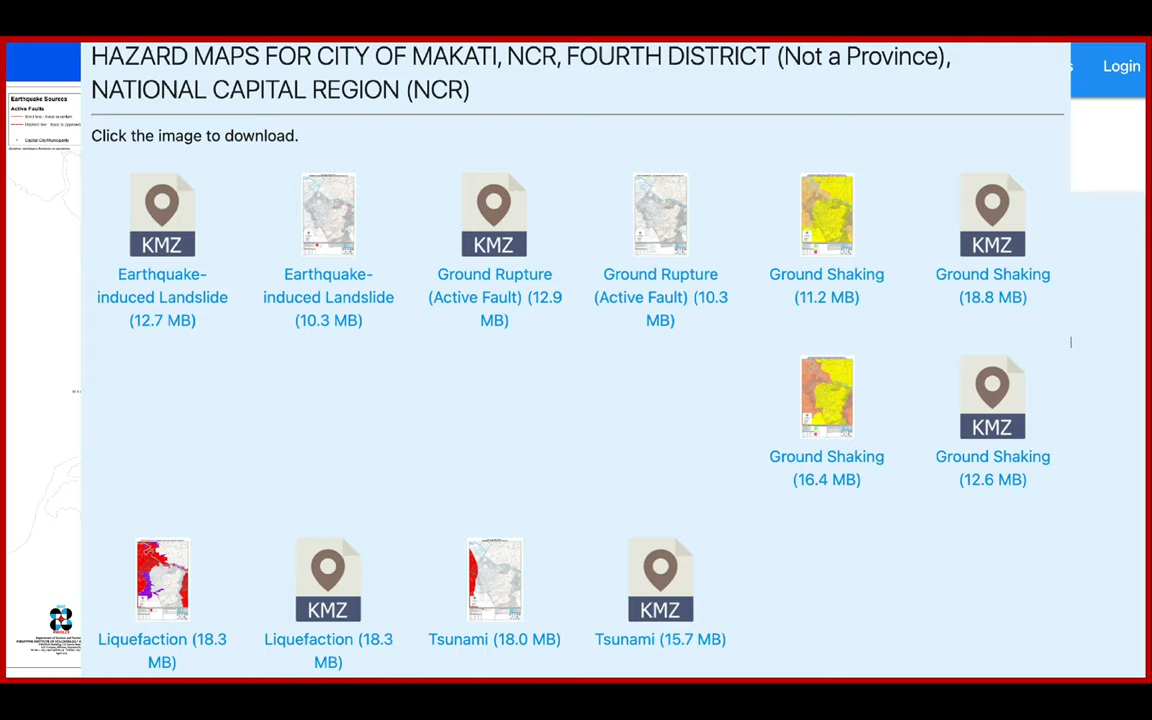 HAZARD MAPS FOR CITY OF MAKATI, NCR, FOURTH DISTRICT (Not a Province),
NATIONAL CAPITAL REGION (NCR)
Login
Earthquake Sources
Active Faults
Click the image to download.
KMZ
KMZ
KMZ
Earthquake-
induced Landslide
(12.7 MB)
Earthquake-
induced Landslide
(10.3 MB)
Ground Rupture
(Active Fault) (12.9
MB)
Ground Rupture
(Active Fault) (10.3
MB)
Ground Shaking
(11.2 MB)
Ground Shaking
(18.8 MB)
KMZ
Ground Shaking
(16.4 MB)
Ground Shaking
(12.6 MB)
KMZ
KMZ
Liquefaction (18.3
MB)
Liquefaction (18.3
MB)
Tsunami (18.0 MB)
Tsunami (15.7 MB)